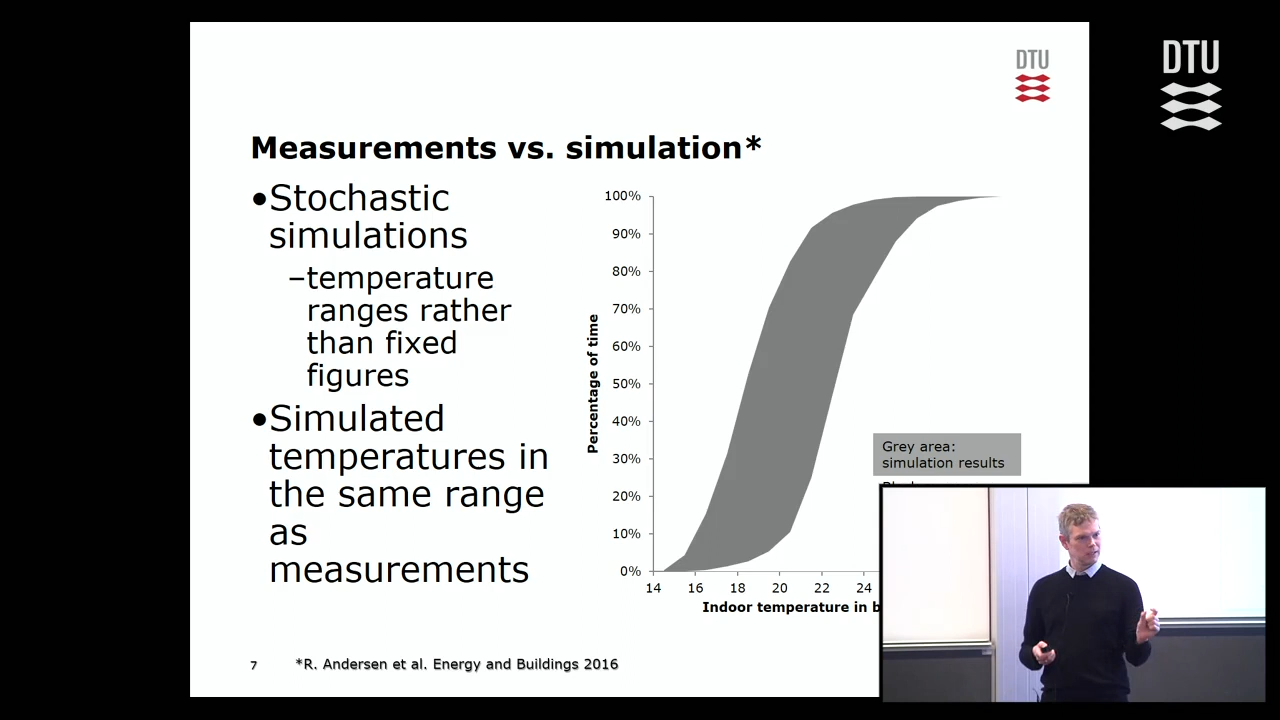 DTU
DTU
Measurements vs. simulation*
•Stochastic
simulations
–temperature
ranges rather
than fixed
figures
•Simulated
temperatures in
the same range
as
measurements
100%
90%
80%
70%
60%
50%
40%
30%
20%
10%
0%
Percentage of time
14 16 18 20 22 24
Indoor temperature in b
Grey area:
simulation results
7 *R. Andersen et al. Energy and Buildings 2016